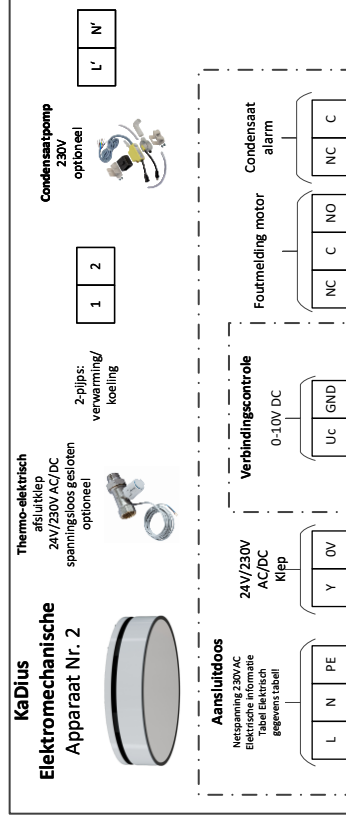 KaDius
Elektromechanische
Apparaat Nr. 2
Thermo-elektrisch
afsluitklep
24V/230V AC/DC
spanningsloos gesloten
optioneel
2-pijps:
verwarming/
koeling
1 2
Condensaatpomp
230V
optioneel
L' N'
Aansluitdoos
Netspanning 230VAC
Elektrische informatie
Tabel Elektrisch
gegevens tabel!
L N PE
24V/230V
AC/DC
Klep
Y 0V
Verbindingscontrole
0-10V DC
Uc GND
Foutmelding motor
NC C NO
Condensaat
alarm
NC C